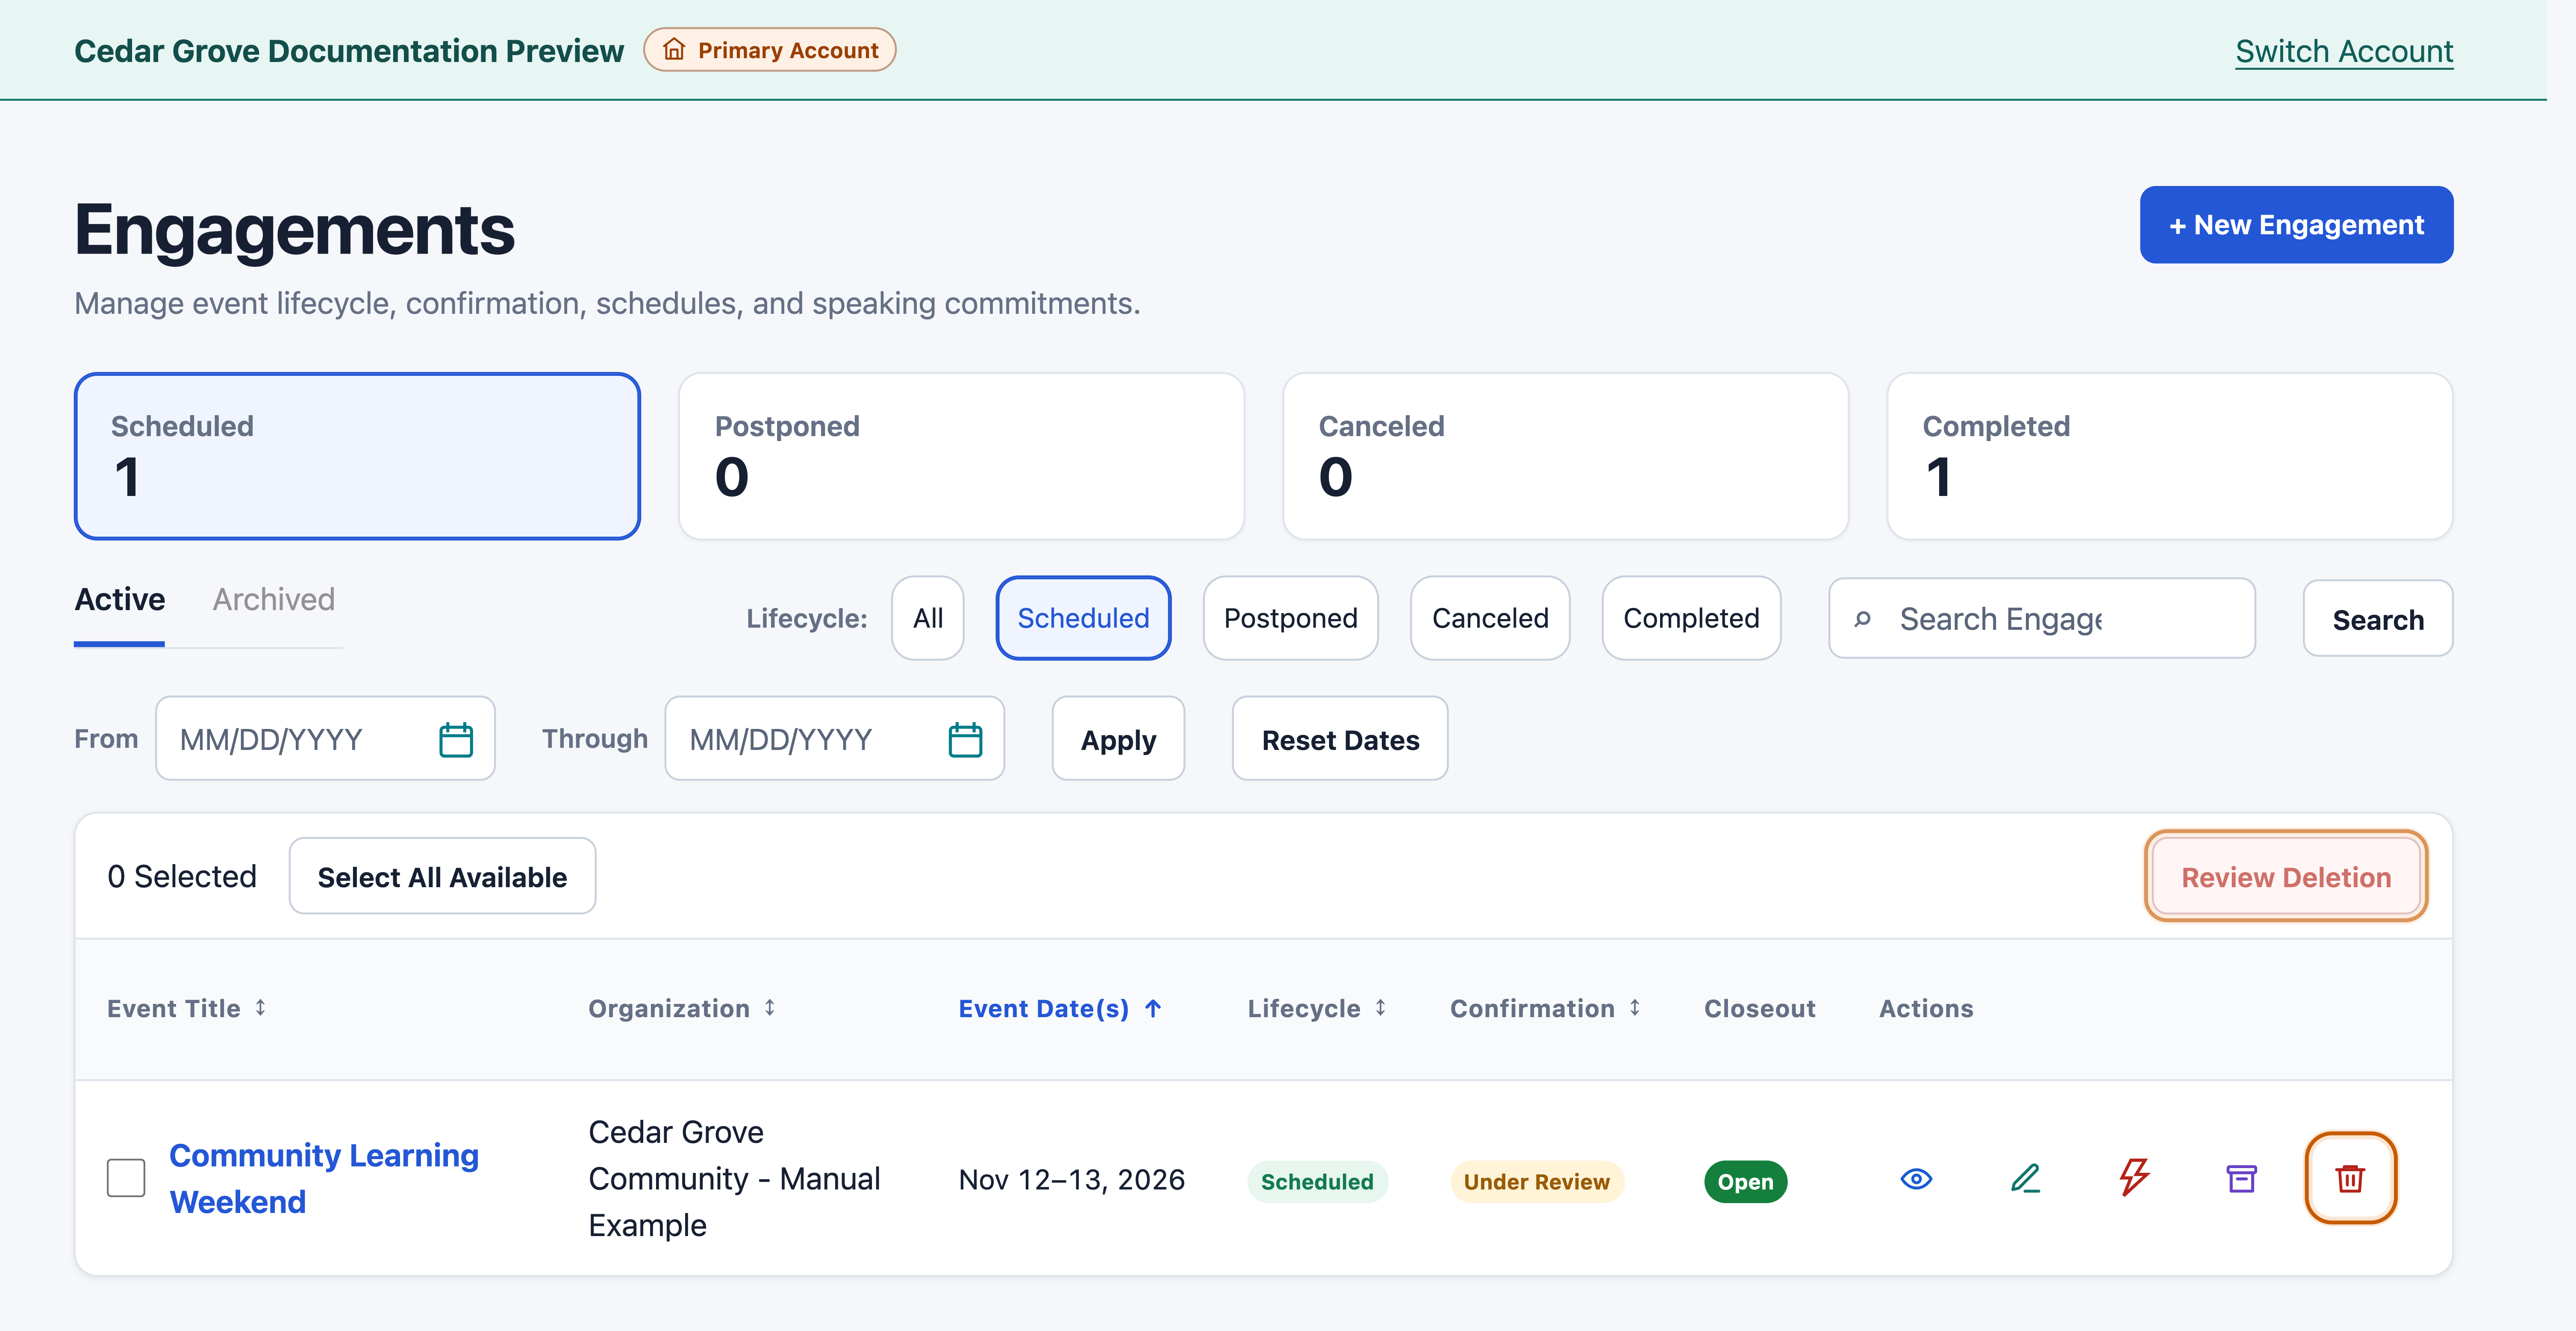 Cedar Grove Documentation Preview
Primary Account
Switch Account
Engagements
+ New Engagement
Manage event lifecycle, confirmation, schedules, and speaking commitments.
Scheduled
1
Postponed
0
Canceled
0
Completed
1
Active
Archived
Lifecycle:
All
Scheduled
Postponed
Canceled
Completed
Search Engage
Search
From
MM/DD/YYYY
Through
MM/DD/YYYY
Apply
Reset Dates
0 Selected
Select All Available
Review Deletion
Event Title
Organization
Event Date(s)
Lifecycle
Confirmation
Closeout
Actions
Community Learning
Weekend
Cedar Grove
Community - Manual
Example
Nov 12–13, 2026
Scheduled
Under Review
Open